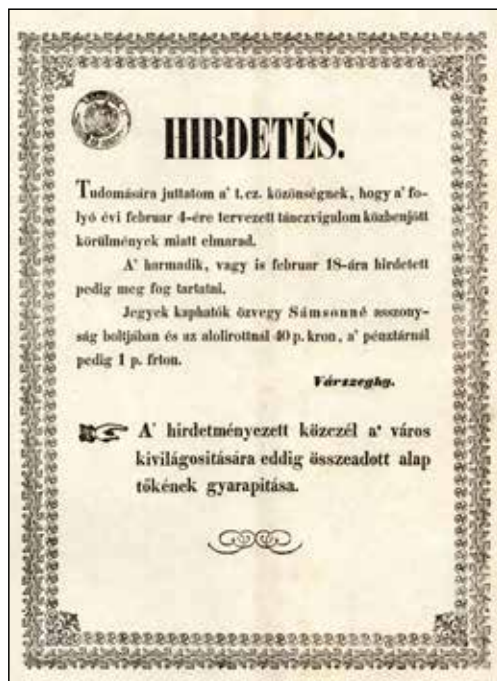 HIRDETÉS.
Tudomására juttatom a' t. cz. közönségnek, hogy a' fo-
lyó évi februar 4-ére tervezett tánczvigalom közbenjött
körülmények miatt elmarad.
A' harmadik, vagy is februar 18-ára hirdetett
pedig meg fog tartatni.
Jegyek kaphatók özvegy Sámsonné asszony-
ság boltjában és az alolirottnál 40 p. kron, a' pénztárnál
pedig 1 p. frton.
Várszeghy.
A' hirdetményezett közczél a' város
kivilágositására eddig összeadott alap
tőkének gyarapitása.